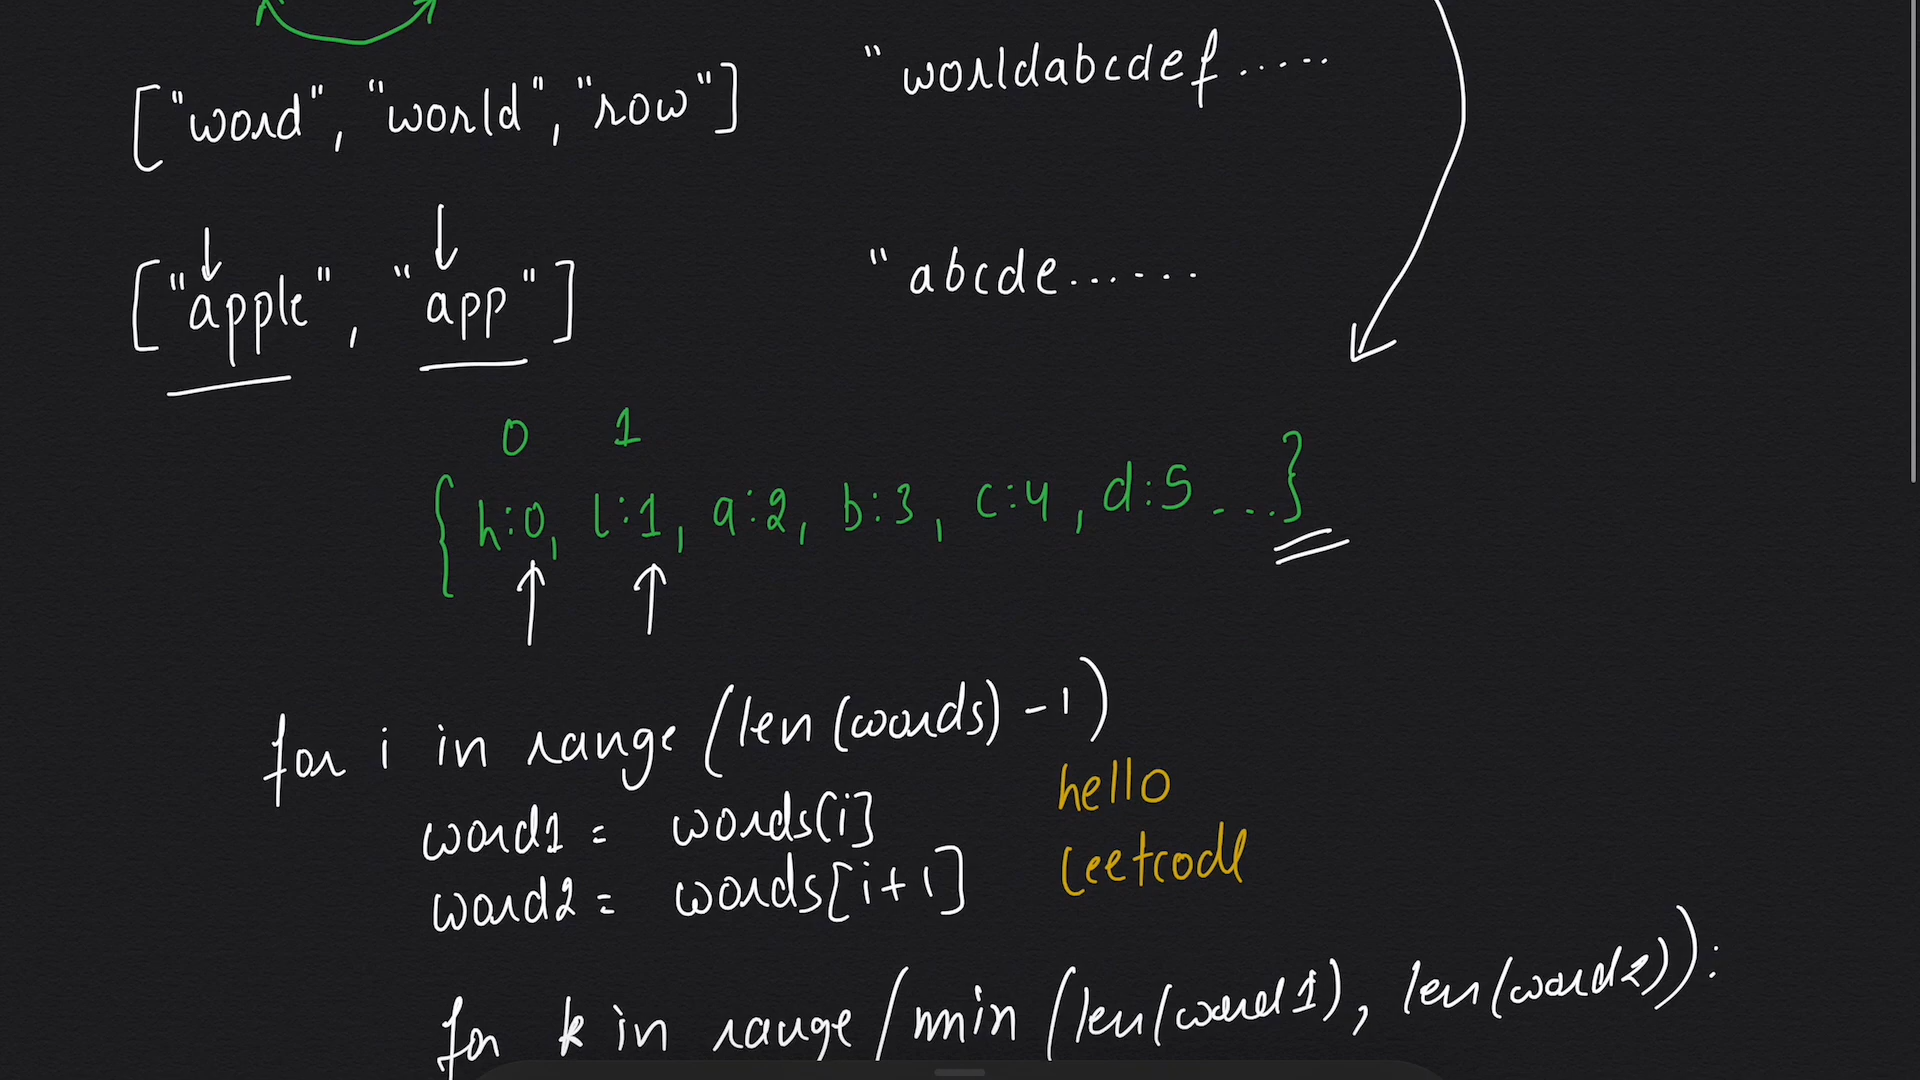 ["word", "world", "row"] "worldabcdef.....
["apple", "app"] "abcde......
0 1
{h:0, l:1, a:2, b:3, c:4, d:5 ...}
for i in range (len(words) - 1)
hello
word1 = words[i]
leetcode
word2 = words[i+1]
for k in range (min (len(word1), len(word2)):